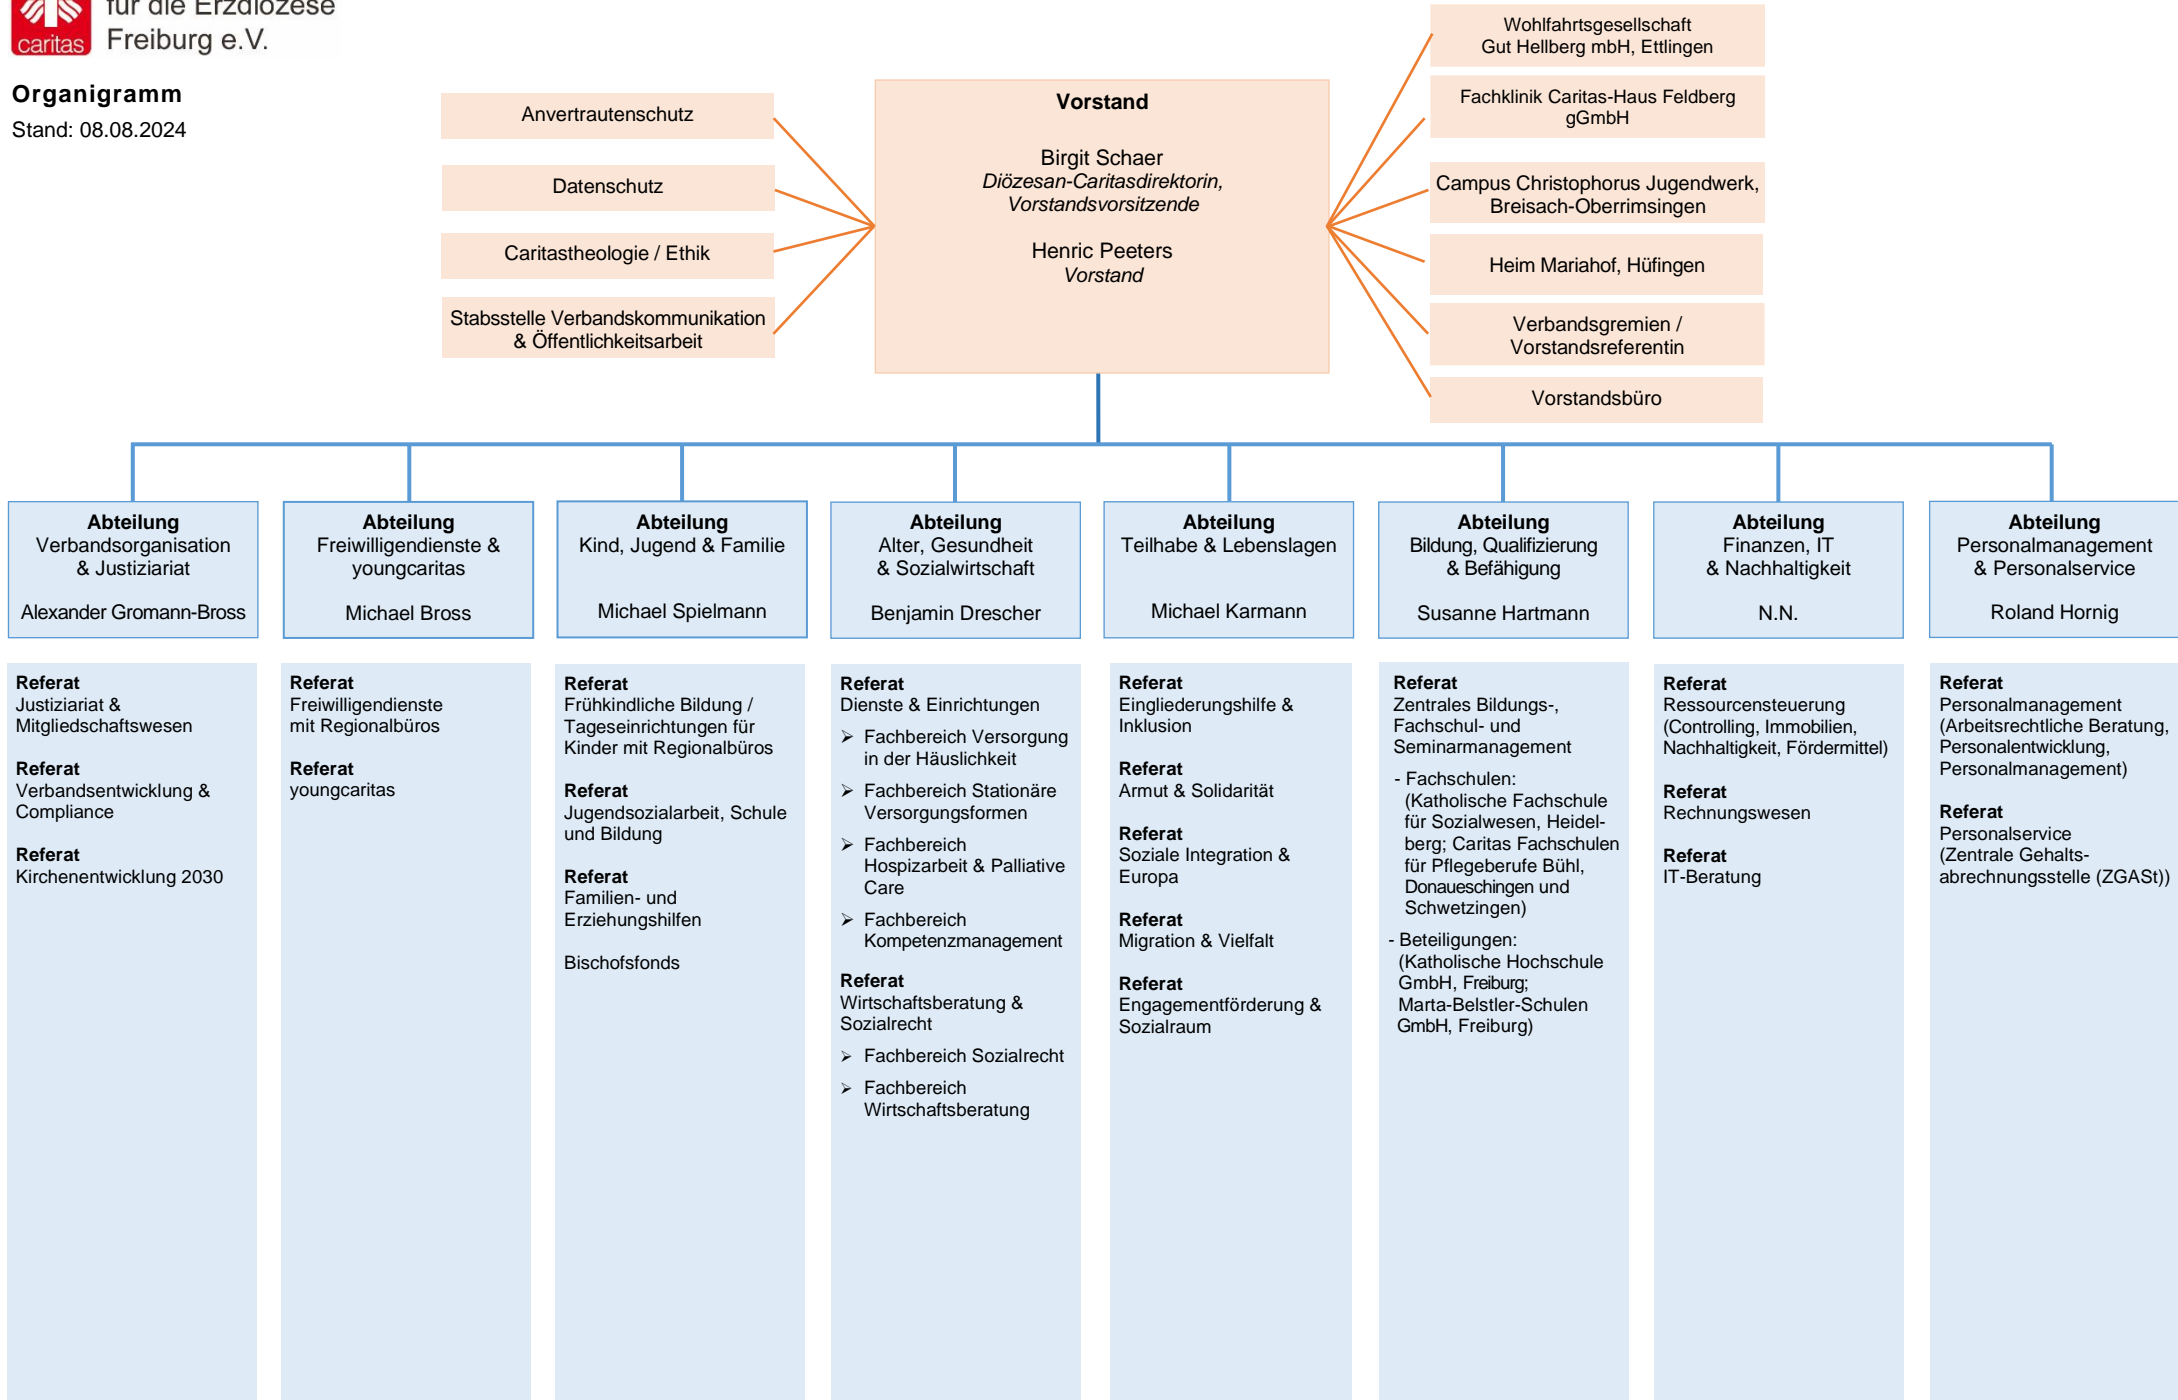 für die Erzdiözese
Freiburg e.V.
caritas
Organigramm
Stand: 08.08.2024
Anvertrautenschutz
Datenschutz
Caritastheologie / Ethik
Stabsstelle Verbandskommunikation
& Öffentlichkeitsarbeit
Vorstand
Birgit Schaer
Diözesan-Caritasdirektorin,
Vorstandsvorsitzende
Henric Peeters
Vorstand
Wohlfahrtsgesellschaft
Gut Hellberg mbH, Ettlingen
Fachklinik Caritas-Haus Feldberg
gGmbH
Campus Christophorus Jugendwerk,
Breisach-Oberrimsingen
Heim Mariahof, Hüfingen
Verbandsgremien /
Vorstandsreferentin
Vorstandsbüro
Abteilung
Verbandsorganisation
& Justiziariat
Alexander Gromann-Bross
Abteilung
Freiwilligendienste &
youngcaritas
Michael Bross
Abteilung
Kind, Jugend & Familie
Michael Spielmann
Abteilung
Alter, Gesundheit
& Sozialwirtschaft
Benjamin Drescher
Abteilung
Teilhabe & Lebenslagen
Michael Karmann
Abteilung
Bildung, Qualifizierung
& Befähigung
Susanne Hartmann
Abteilung
Finanzen, IT
& Nachhaltigkeit
N.N.
Abteilung
Personalmanagement
& Personalservice
Roland Hornig
Referat
Justiziariat &
Mitgliedschaftswesen
Referat
Verbandsentwicklung &
Compliance
Referat
Kirchenentwicklung 2030
Referat
Freiwilligendienste
mit Regionalbüros
Referat
youngcaritas
Referat
Frühkindliche Bildung /
Tageseinrichtungen für
Kinder mit Regionalbüros
Referat
Jugendsozialarbeit, Schule
und Bildung
Referat
Familien- und
Erziehungshilfen
Bischofsfonds
Referat
Dienste & Einrichtungen
➢ Fachbereich Versorgung
in der Häuslichkeit
➢ Fachbereich Stationäre
Versorgungsformen
➢ Fachbereich
Hospizarbeit & Palliative
Care
➢ Fachbereich
Kompetenzmanagement
Referat
Wirtschaftsberatung &
Sozialrecht
➢ Fachbereich Sozialrecht
➢ Fachbereich
Wirtschaftsberatung
Referat
Eingliederungshilfe &
Inklusion
Referat
Armut & Solidarität
Referat
Soziale Integration &
Europa
Referat
Migration & Vielfalt
Referat
Engagementförderung &
Sozialraum
Referat
Zentrales Bildungs-,
Fachschul- und
Seminarmanagement
- Fachschulen:
(Katholische Fachschule
für Sozialwesen, Heidel-
berg; Caritas Fachschulen
für Pflegeberufe Bühl,
Donaueschingen und
Schwetzingen)
- Beteiligungen:
(Katholische Hochschule
GmbH, Freiburg;
Marta-Belstler-Schulen
GmbH, Freiburg)
Referat
Ressourcensteuerung
(Controlling, Immobilien,
Nachhaltigkeit, Fördermittel)
Referat
Rechnungswesen
Referat
IT-Beratung
Referat
Personalmanagement
(Arbeitsrechtliche Beratung,
Personalentwicklung,
Personalmanagement)
Referat
Personalservice
(Zentrale Gehalts-
abrechnungsstelle (ZGASt))